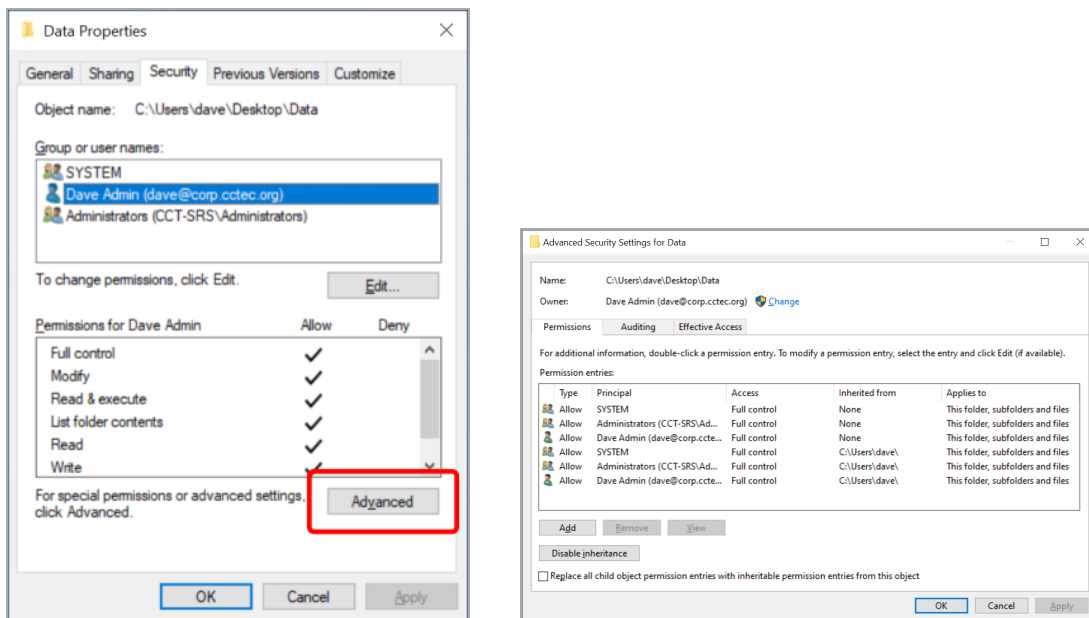 Data Properties
General Sharing Security Previous Versions Customize
Object name: C:\Users\dave\Desktop\Data
Group or user names:
SYSTEM
Dave Admin (dave@corp.cctec.org)
Administrators (CCT-SRS\Administrators)
To change permissions, click Edit.
Edit...
Permissions for Dave Admin Allow Deny
Full control
Modify
Read & execute
List folder contents
Read
Write
For special permissions or advanced settings,
click Advanced.
Advanced
OK Cancel Apply
Advanced Security Settings for Data
Name: C:\Users\dave\Desktop\Data
Owner: Dave Admin (dave@corp.cctec.org) Change
Permissions Auditing Effective Access
For additional information, double-click a permission entry. To modify a permission entry, select the entry and click Edit (if available).
Permission entries:
Type Principal Access Inherited from Applies to
Allow SYSTEM Full control None This folder, subfolders and files
Allow Administrators (CCT-SRS\Ad... Full control None This folder, subfolders and files
Allow Dave Admin (dave@corp.ccte... Full control None This folder, subfolders and files
Allow SYSTEM Full control C:\Users\dave\ This folder, subfolders and files
Allow Administrators (CCT-SRS\Ad... Full control C:\Users\dave\ This folder, subfolders and files
Allow Dave Admin (dave@corp.ccte... Full control C:\Users\dave\ This folder, subfolders and files
Add Remove View
Disable inheritance
Replace all child object permission entries with inheritable permission entries from this object
OK Cancel Apply